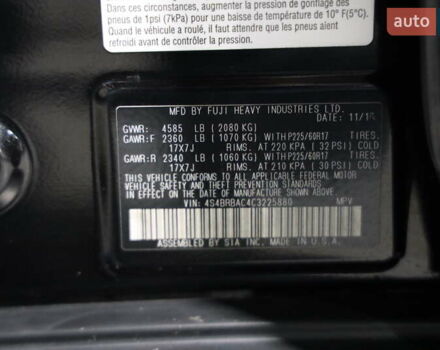 Dans ces circonstances, augmenter la pression de gonflage des
pneus de 1psi (7kPa) pour une baisse de température de 10° F(5°C).
Quand le véhicule a roulé, il faut attendre que les pneus aient
refroidi avant de contrôler la pression.
auto
MFD BY FUJI HEAVY INDUSTRIES LTD.
DATE: 11/1
GVWR: 4585 LB (2080 KG)
GAWR:F 2360 LB (1070 KG) WITH P225/60R17 TIRES.
17X7J RIMS. AT 220 KPA (32 PSI)
GAWR:R 2340 LB (1060 KG) WITH P225/60R17 TIRES.
17X7J RIMS. AT 210 KPA (30 PSI)
THIS VEHICLE CONFORMS TO ALL APPLICABLE FEDERAL MOTOR
VEHICLE SAFETY AND THEFT PREVENTION STANDARDS
IN EFFECT ON THE DATE OF MANUFACTURE SHOWN ABOVE.
VIN: 4S4BRBAC4C3225880 MPV
ASSEMBLED BY SIA INC. MADE IN U.S.A.